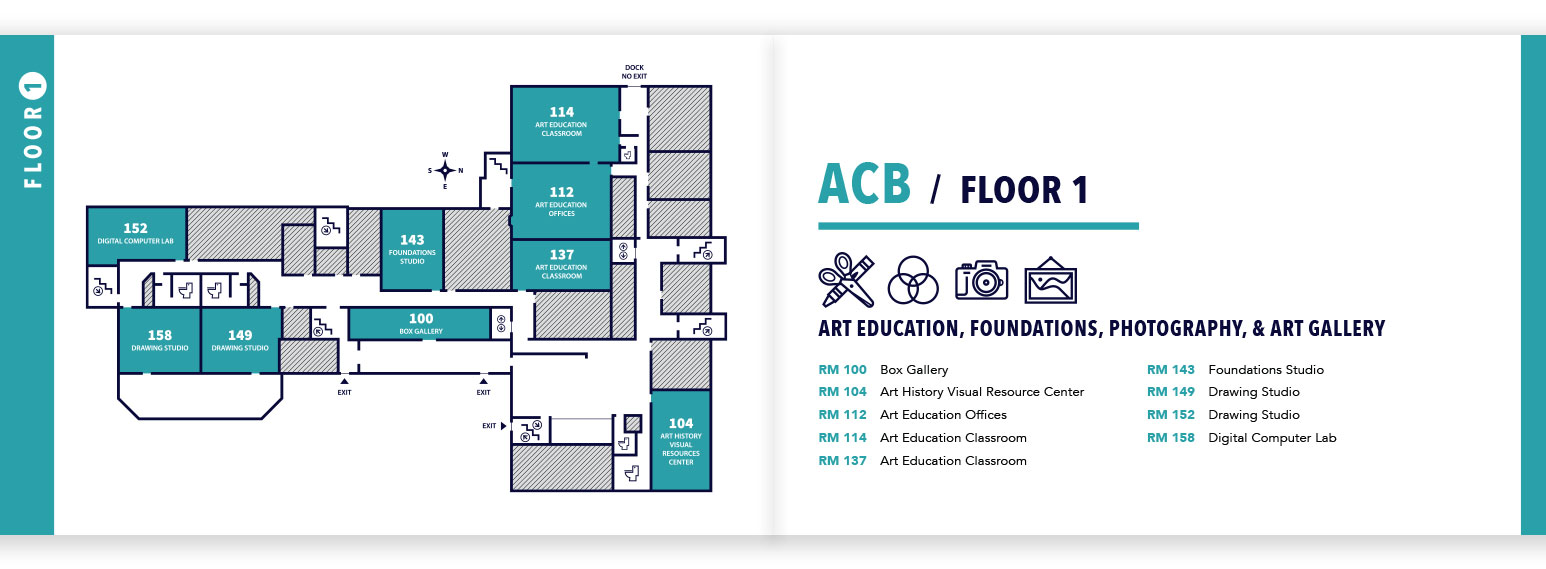 FLOOR 1
DOCK
NO EXIT
114
ART EDUCATION
CLASSROOM
W
S
N
E
112
ART EDUCATION
OFFICES
152
DIGITAL COMPUTER LAB
143
FOUNDATIONS
STUDIO
137
ART EDUCATION
CLASSROOM
100
BOX GALLERY
158
DRAWING STUDIO
149
DRAWING STUDIO
EXIT
EXIT
EXIT
104
ART HISTORY
VISUAL
RESOURCES
CENTER
ACB / FLOOR 1
ART EDUCATION, FOUNDATIONS, PHOTOGRAPHY, & ART GALLERY
RM 100 Box Gallery
RM 104 Art History Visual Resource Center
RM 112 Art Education Offices
RM 114 Art Education Classroom
RM 137 Art Education Classroom
RM 143 Foundations Studio
RM 149 Drawing Studio
RM 152 Drawing Studio
RM 158 Digital Computer Lab